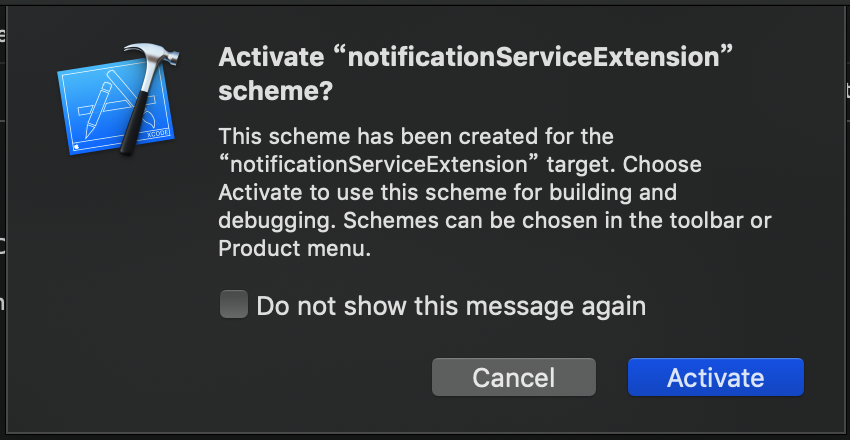 Activate “notificationServiceExtension”
scheme?
This scheme has been created for the
“notificationServiceExtension” target. Choose
Activate to use this scheme for building and
debugging. Schemes can be chosen in the toolbar or
Product menu.
Do not show this message again
Cancel
Activate
XCODE